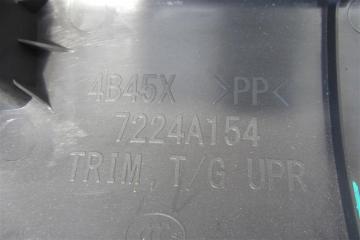 4B45X >PP<
7224A154
TRIM, T/G UPR